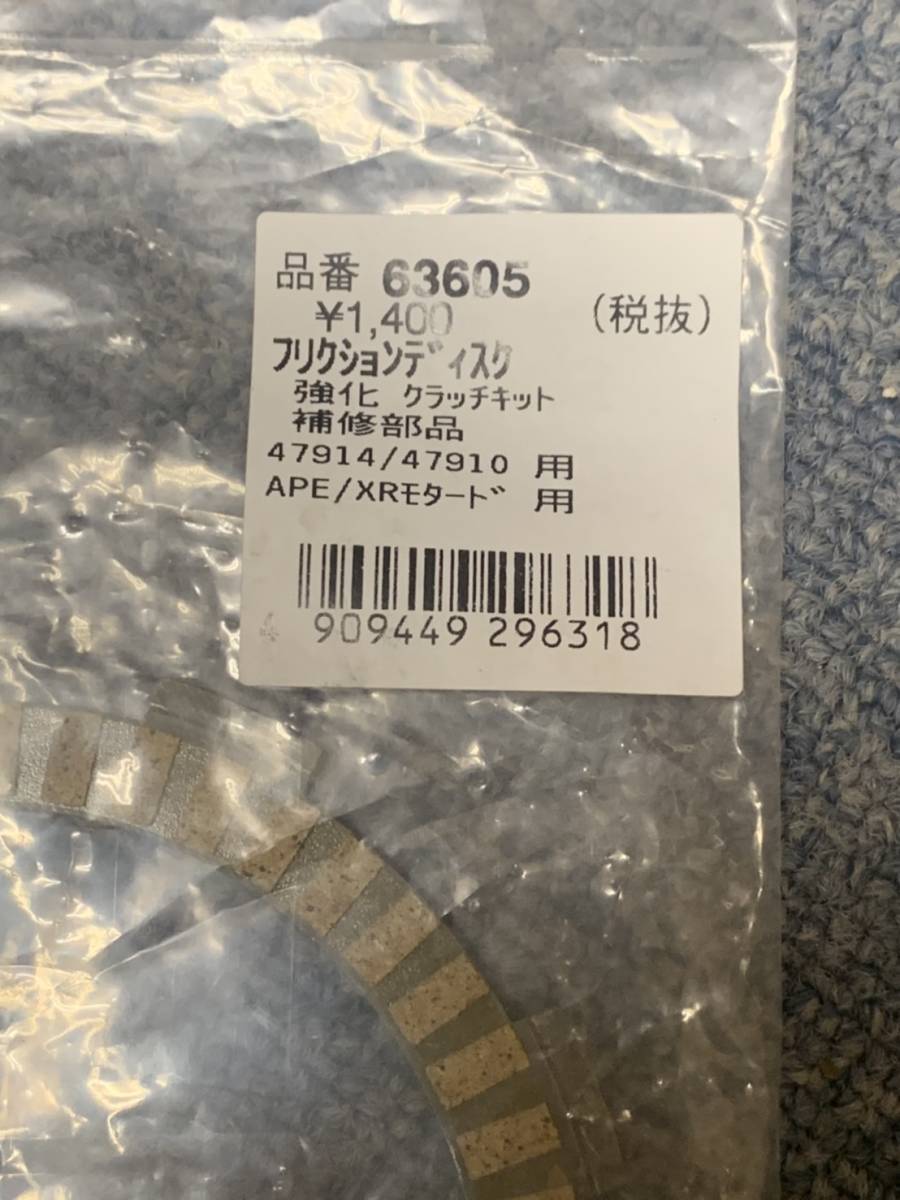 品番 63605
¥1,400 (税抜)
ﾌﾘｸｼｮﾝﾃﾞｨｽｸ
強化 クラッチキット
補修部品
47914/47910 用
APE/XRモタード 用
4 909449 296318